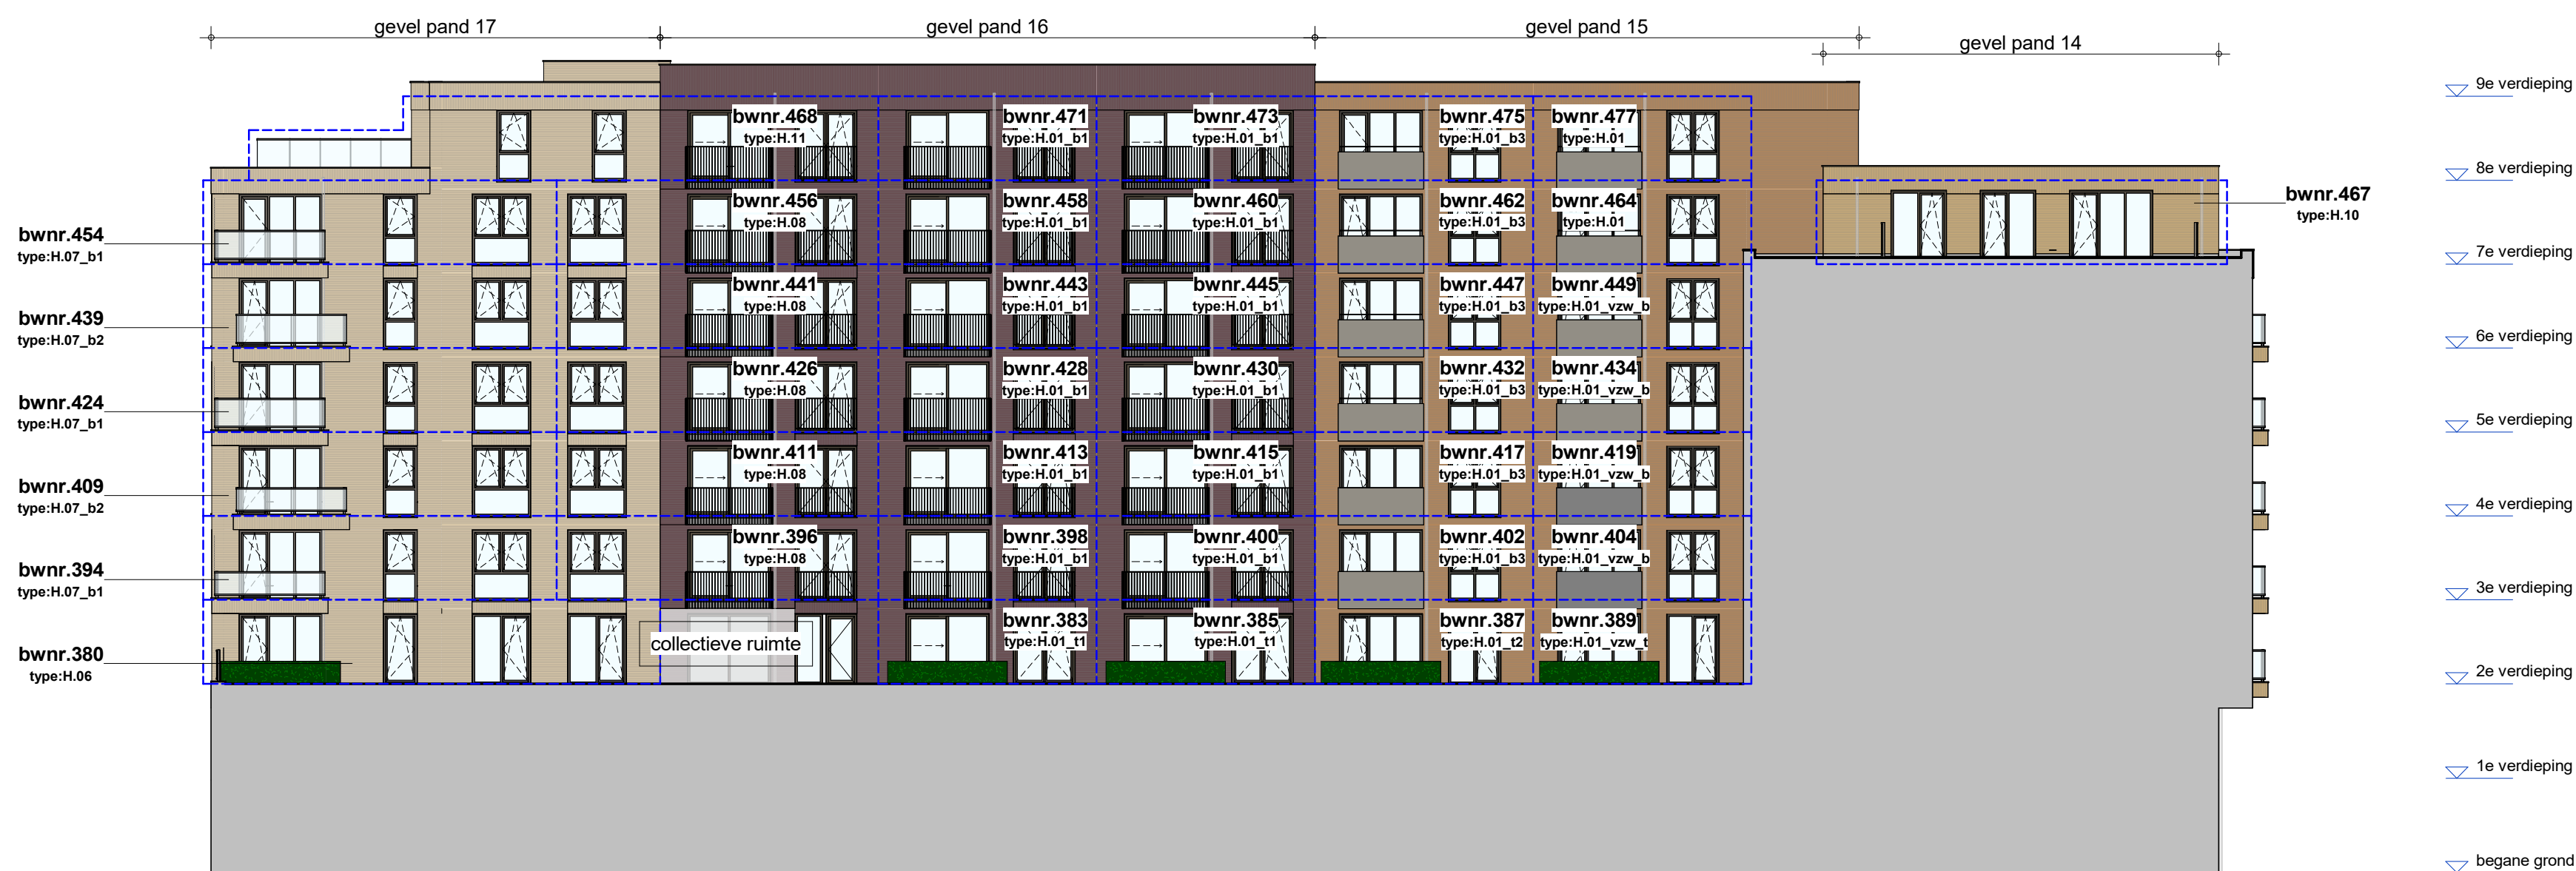 gevel pand 17
gevel pand 16
gevel pand 15
gevel pand 14
9e verdieping
bwnr.468
type:H.11
bwnr.471
type:H.01_b1
bwnr.473
type:H.01_b1
bwnr.475
type:H.01_b3
bwnr.477
type:H.01
8e verdieping
bwnr.456
type:H.08
bwnr.458
type:H.01_b1
bwnr.460
type:H.01_b1
bwnr.462
type:H.01_b3
bwnr.464
type:H.01
bwnr.467
type:H.10
bwnr.454
type:H.07_b1
7e verdieping
bwnr.441
type:H.08
bwnr.443
type:H.01_b1
bwnr.445
type:H.01_b1
bwnr.447
type:H.01_b3
bwnr.449
type:H.01_vzw_b
bwnr.439
type:H.07_b2
6e verdieping
bwnr.426
type:H.08
bwnr.428
type:H.01_b1
bwnr.430
type:H.01_b1
bwnr.432
type:H.01_b3
bwnr.434
type:H.01_vzw_b
bwnr.424
type:H.07_b1
5e verdieping
bwnr.411
type:H.08
bwnr.413
type:H.01_b1
bwnr.415
type:H.01_b1
bwnr.417
type:H.01_b3
bwnr.419
type:H.01_vzw_b
bwnr.409
type:H.07_b2
4e verdieping
bwnr.396
type:H.08
bwnr.398
type:H.01_b1
bwnr.400
type:H.01_b1
bwnr.402
type:H.01_b3
bwnr.404
type:H.01_vzw_b
bwnr.394
type:H.07_b1
3e verdieping
collectieve ruimte
bwnr.383
type:H.01_t1
bwnr.385
type:H.01_t1
bwnr.387
type:H.01_t2
bwnr.389
type:H.01_vzw_t
bwnr.380
type:H.06
2e verdieping
1e verdieping
begane grond